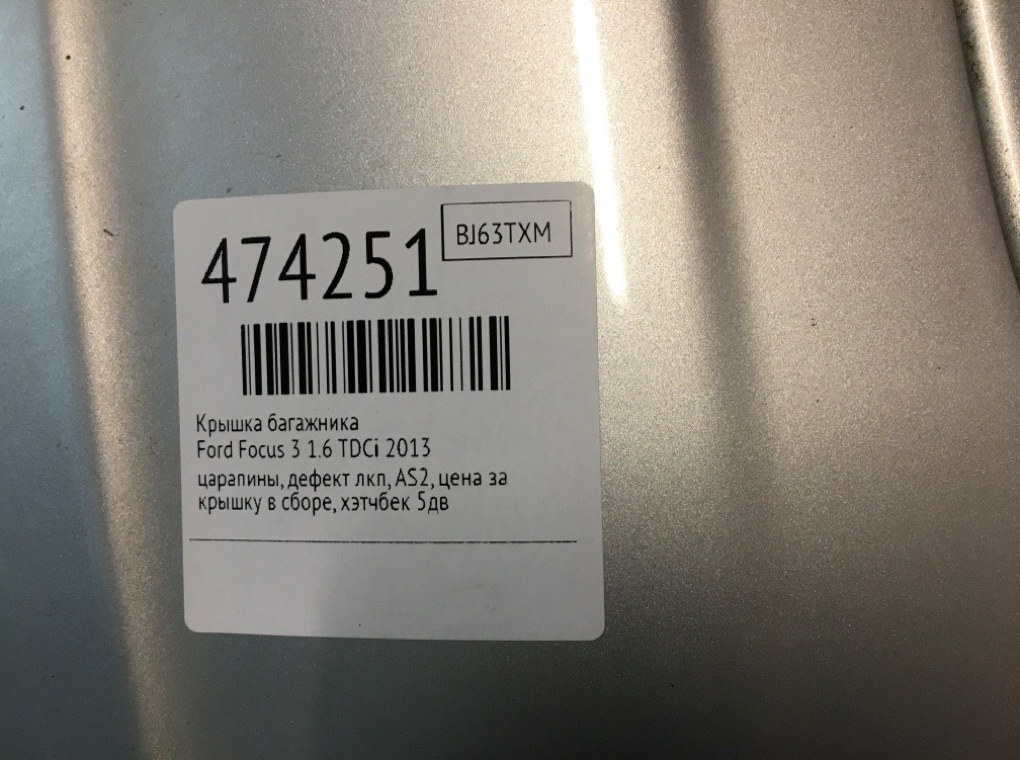 474251
BJ63TXM
Крышка багажника
Ford Focus 3 1.6 TDCi 2013
царапины, дефект лкп, AS2, цена за
крышку в сборе, хэтчбек 5дв